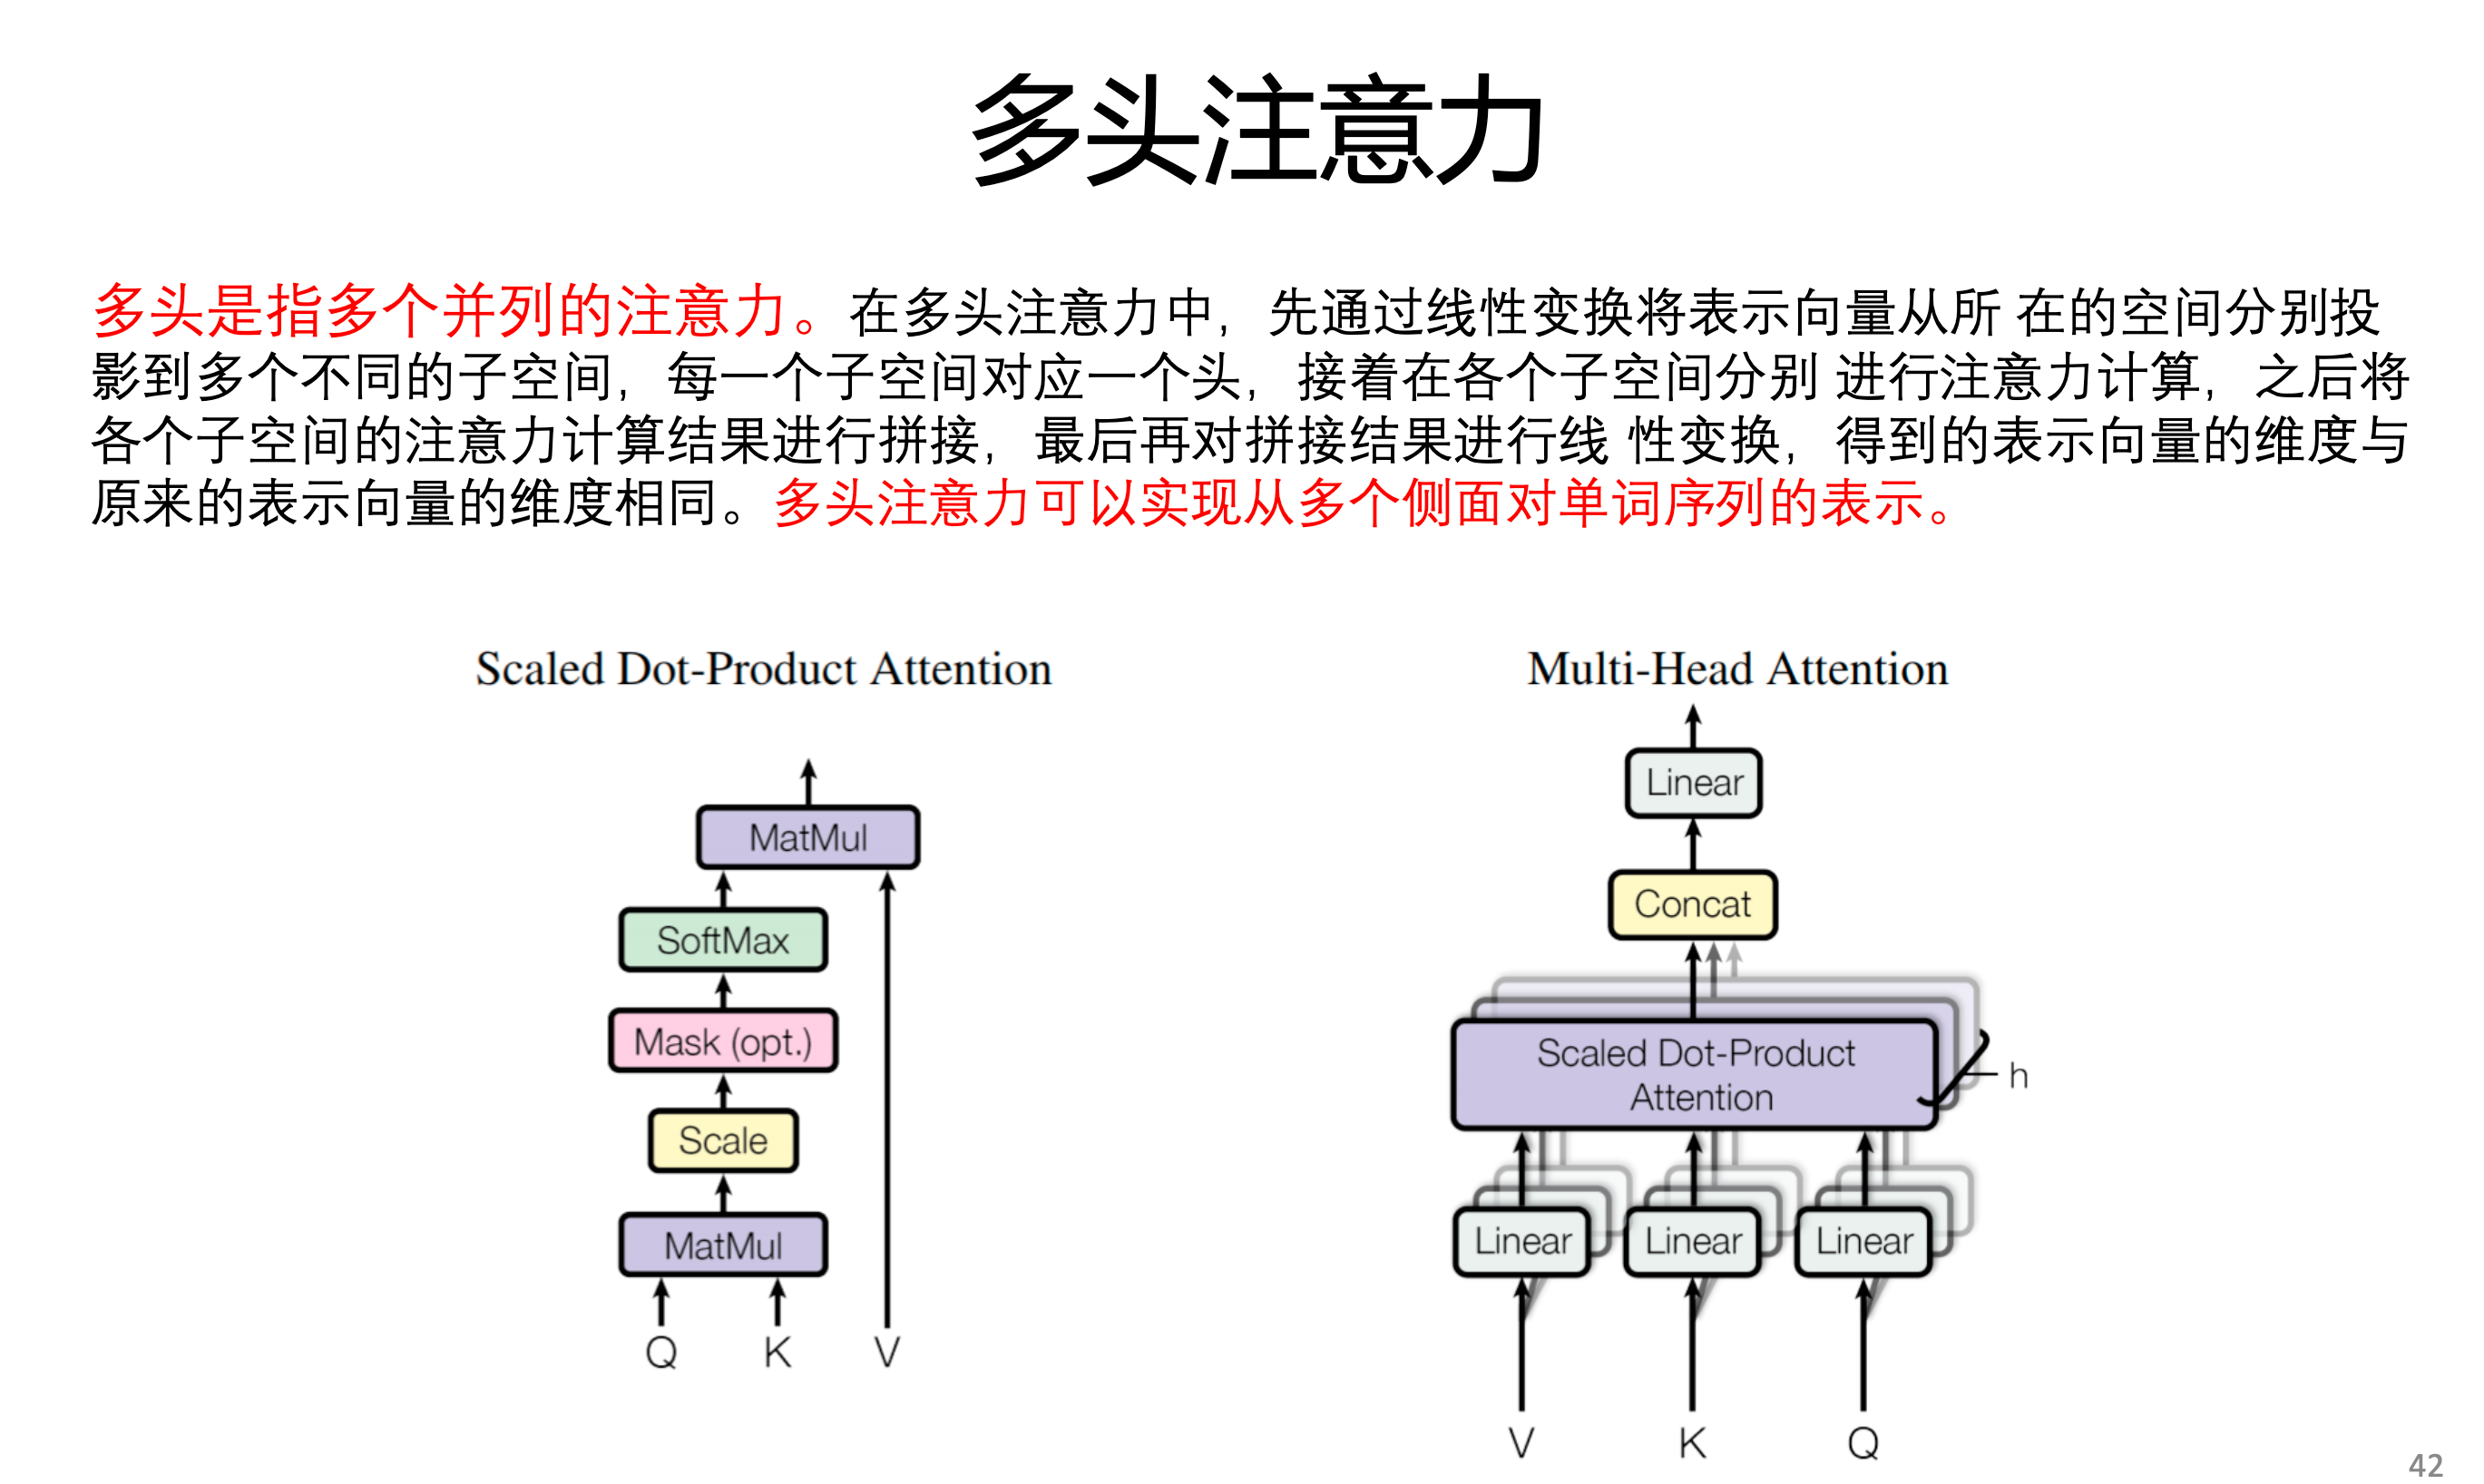 多头注意力
多头是指多个并列的注意力。在多头注意力中，先通过线性变换将表示向量从所 在的空间分别投
影到多个不同的子空间，每一个子空间对应一个头，接着在各个子空间分别 进行注意力计算，之后将
各个子空间的注意力计算结果进行拼接，最后再对拼接结果进行线 性变换，得到的表示向量的维度与
原来的表示向量的维度相同。多头注意力可以实现从多个侧面对单词序列的表示。
Scaled Dot-Product Attention
MatMul
SoftMax
Mask (opt.)
Scale
MatMul
Q K V
Multi-Head Attention
Linear
Concat
Scaled Dot-Product
Attention
h
Linear Linear Linear
V K Q
42